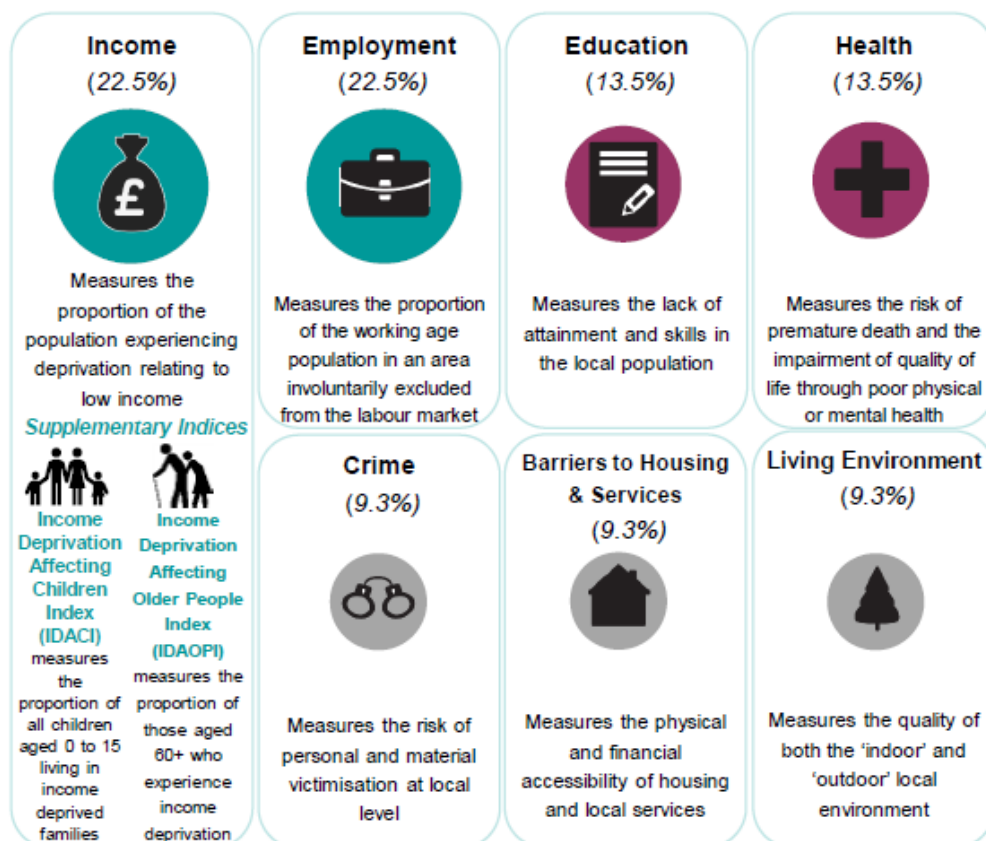 Income
(22.5%)
£
Measures the
proportion of the
population experiencing
deprivation relating to
low income
Supplementary Indices
Income
Deprivation
Affecting
Children
Index
(IDACI)
measures
the
proportion of
all children
aged 0 to 15
living in
income
deprived
families
Income
Deprivation
Affecting
Older People
Index
(IDAOPI)
measures the
proportion of
those aged
60+ who
experience
income
deprivation
Employment
(22.5%)
Measures the proportion
of the working age
population in an area
involuntarily excluded
from the labour market
Education
(13.5%)
Measures the lack of
attainment and skills in
the local population
Health
(13.5%)
Measures the risk of
premature death and the
impairment of quality of
life through poor physical
or mental health
Crime
(9.3%)
Measures the risk of
personal and material
victimisation at local
level
Barriers to Housing
& Services
(9.3%)
Measures the physical
and financial
accessibility of housing
and local services
Living Environment
(9.3%)
Measures the quality of
both the ‘indoor’ and
‘outdoor’ local
environment